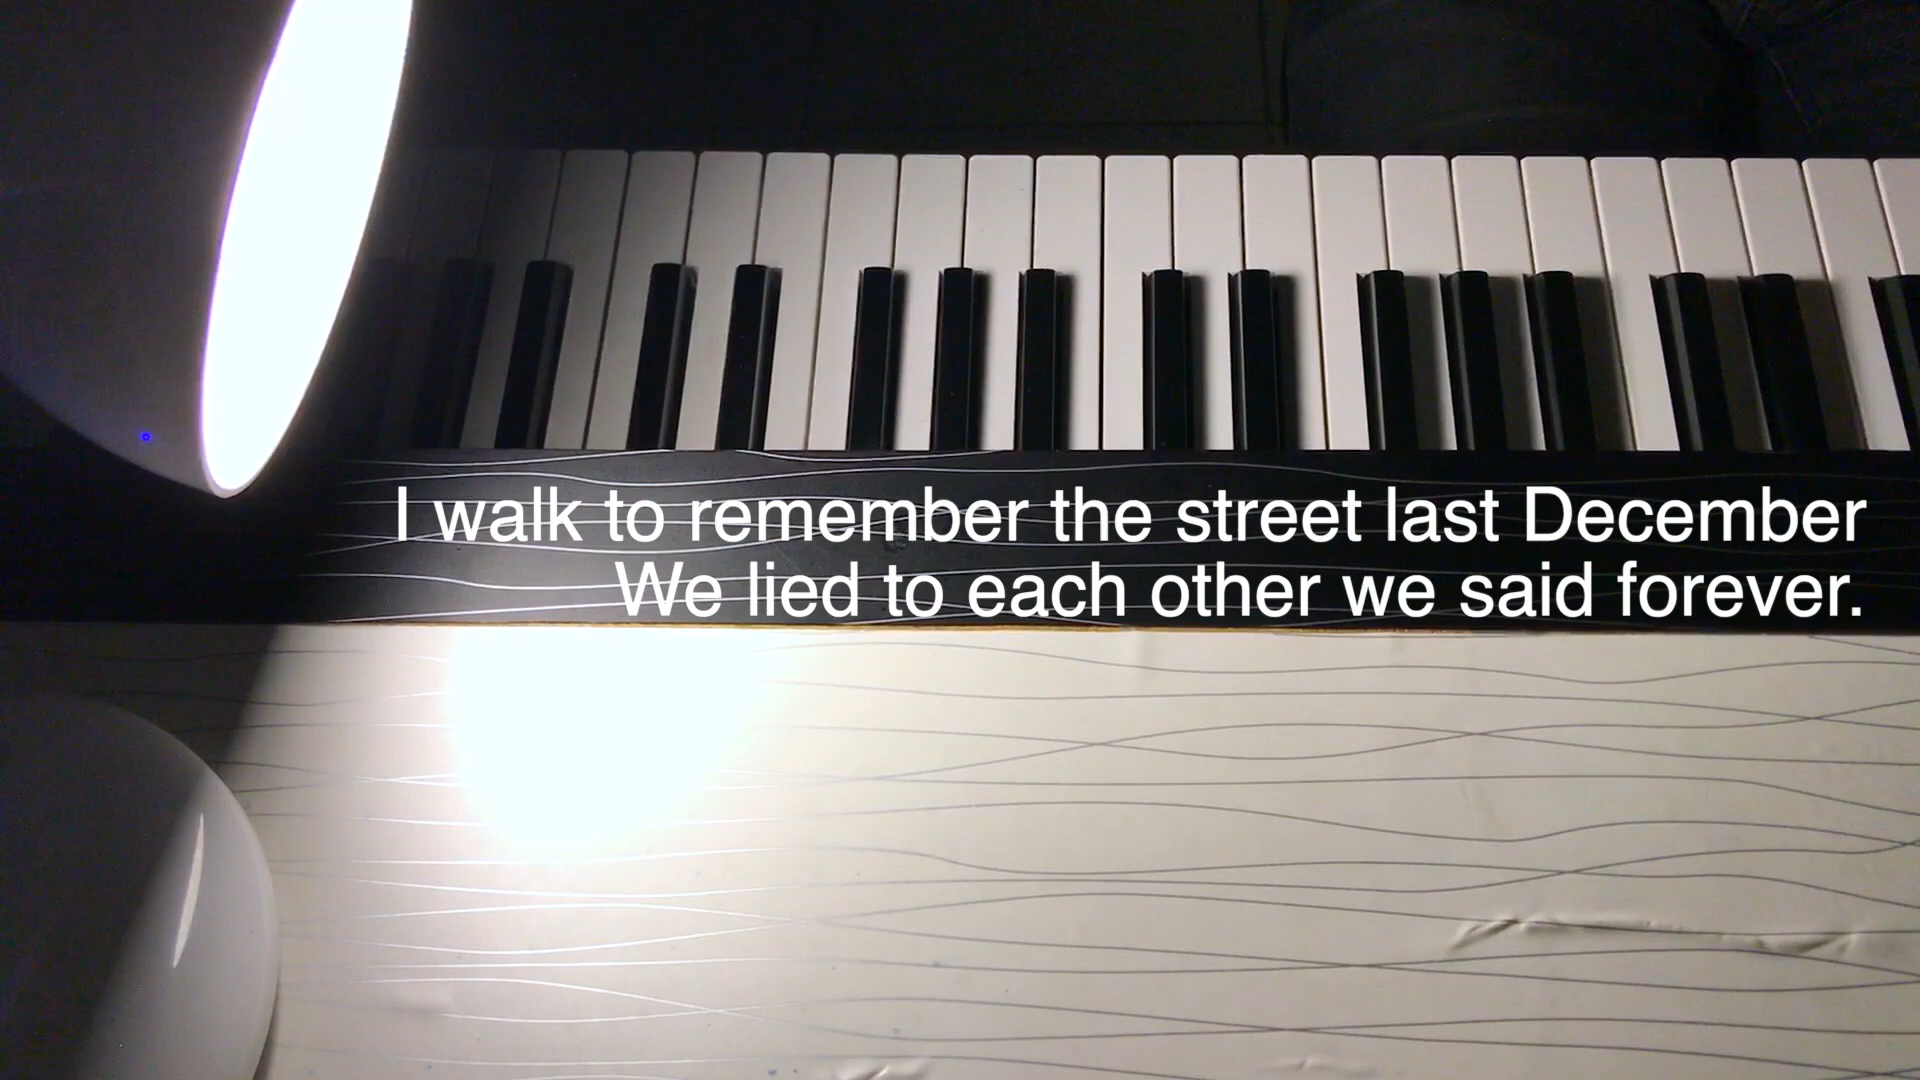 I walk to remember the street last December
We lied to each other we said forever.